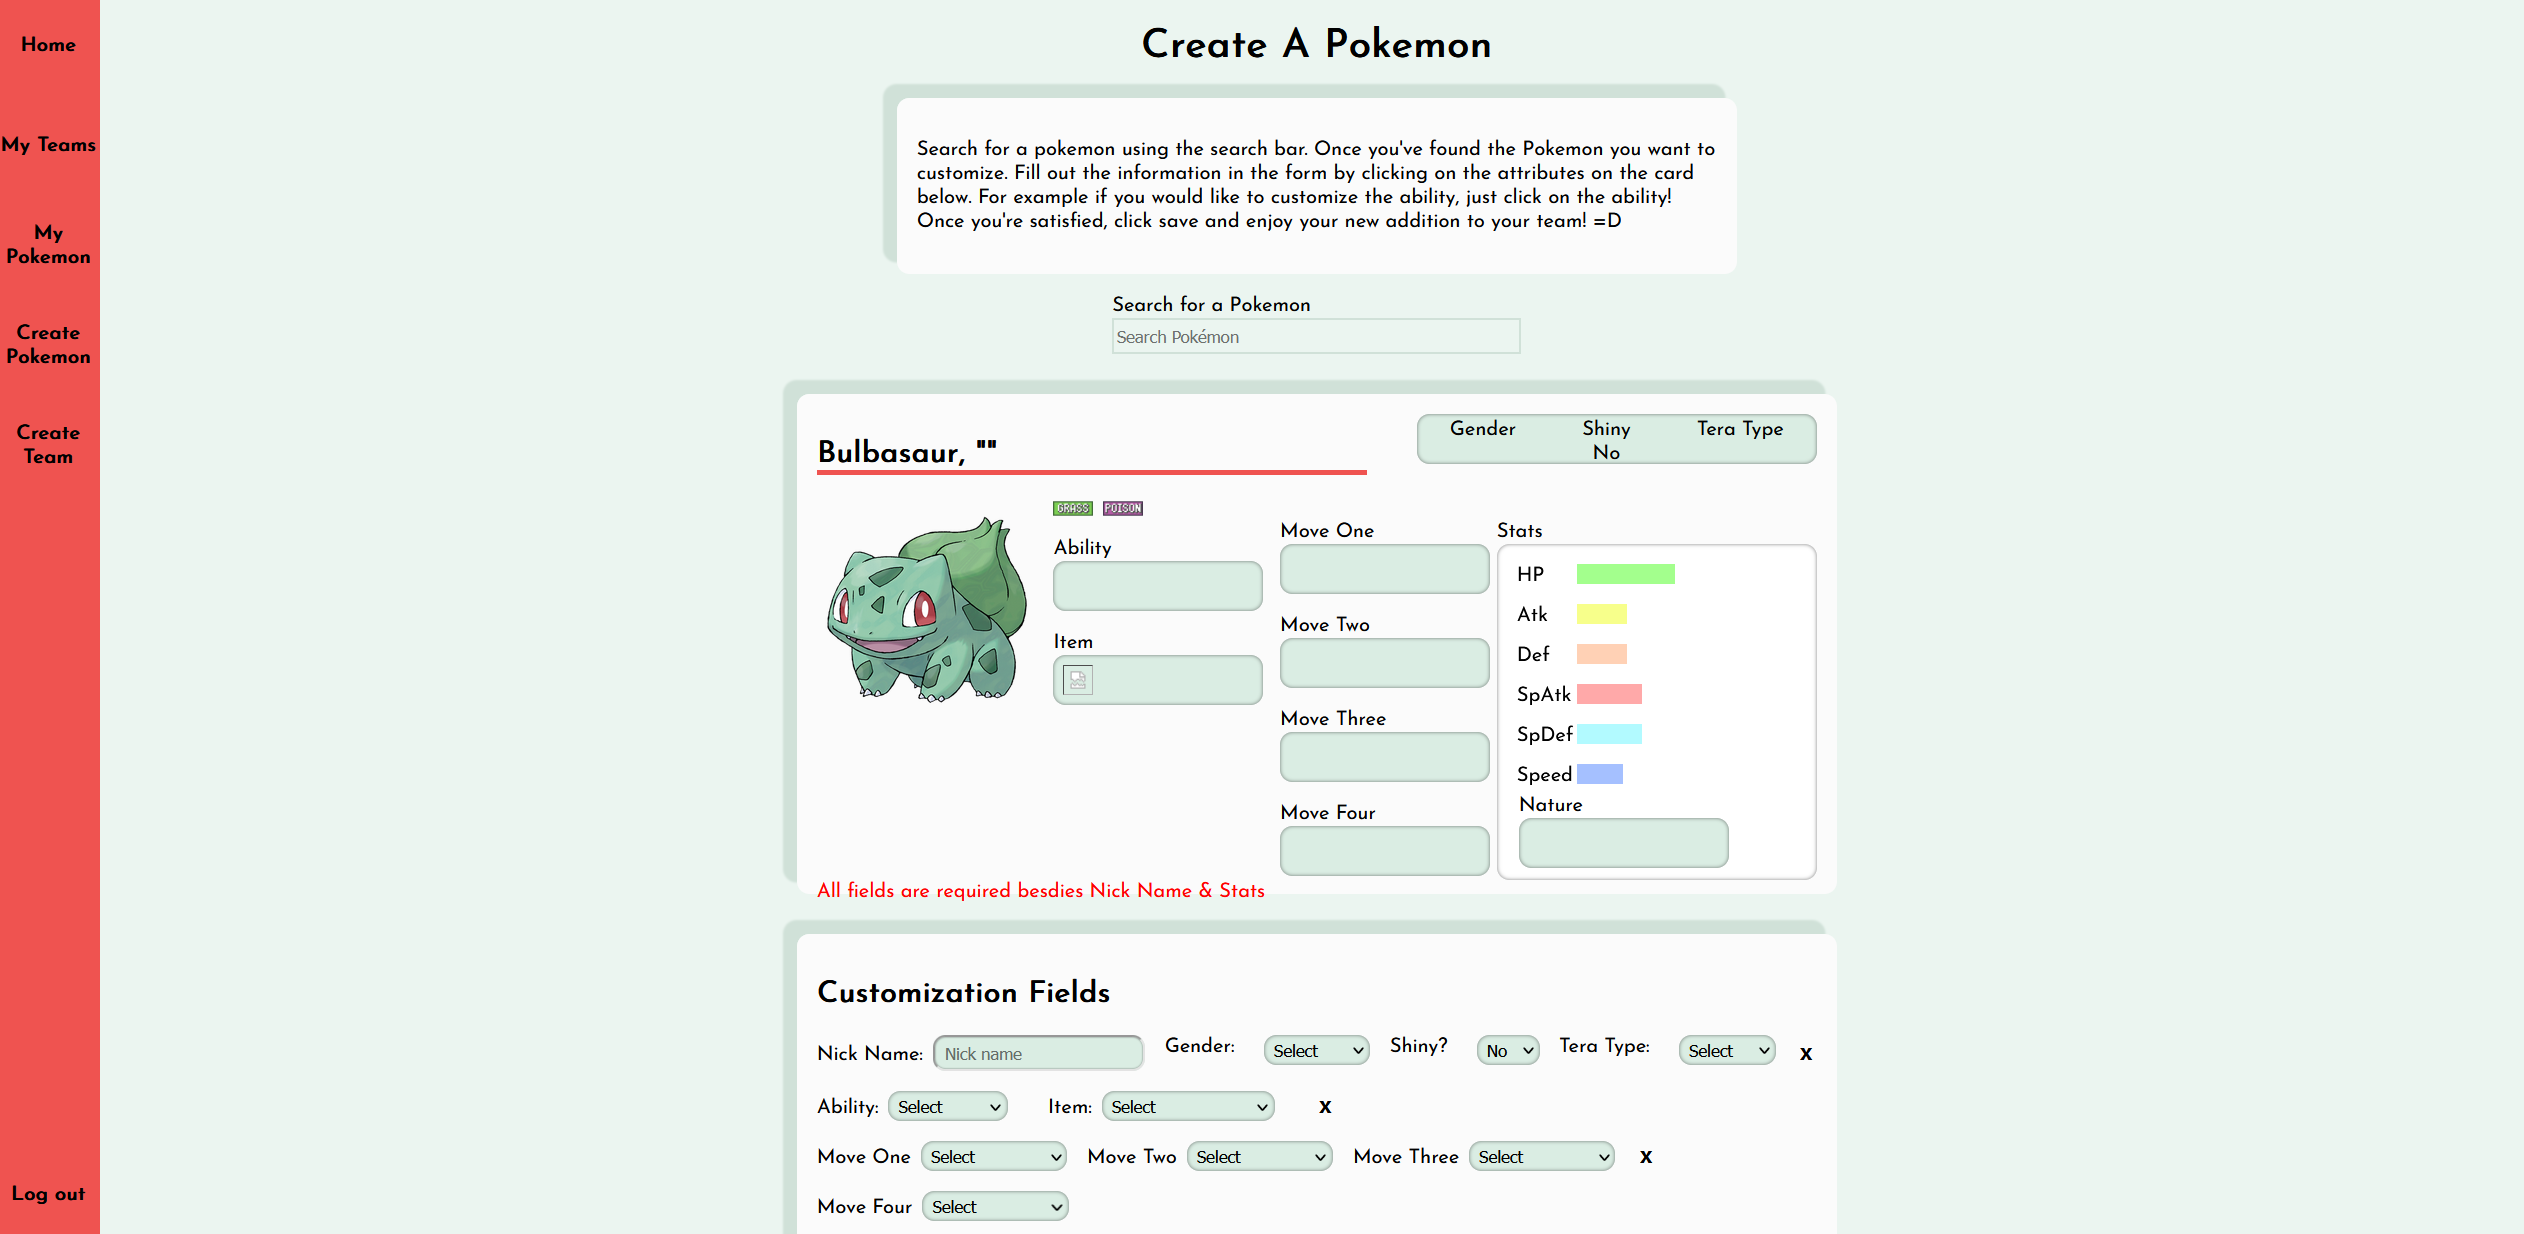 Home
My Teams
My
Pokemon
Create
Pokemon
Create
Team
Log out
Create A Pokemon
Search for a pokemon using the search bar. Once you've found the Pokemon you want to
customize. Fill out the information in the form by clicking on the attributes on the card
below. For example if you would like to customize the ability, just click on the ability!
Once you're satisfied, click save and enjoy your new addition to your team! =D
Search for a Pokemon
Search Pokémon
Bulbasaur, ""
Gender Shiny Tera Type
No
GRASS POISON
Ability
Item
Move One
Move Two
Move Three
Move Four
Stats
HP
Atk
Def
SpAtk
SpDef
Speed
Nature
All fields are required besdies Nick Name & Stats
Customization Fields
Nick Name: Nick name Gender: Select Shiny? No Tera Type: Select X
Ability: Select Item: Select X
Move One Select Move Two Select Move Three Select X
Move Four Select